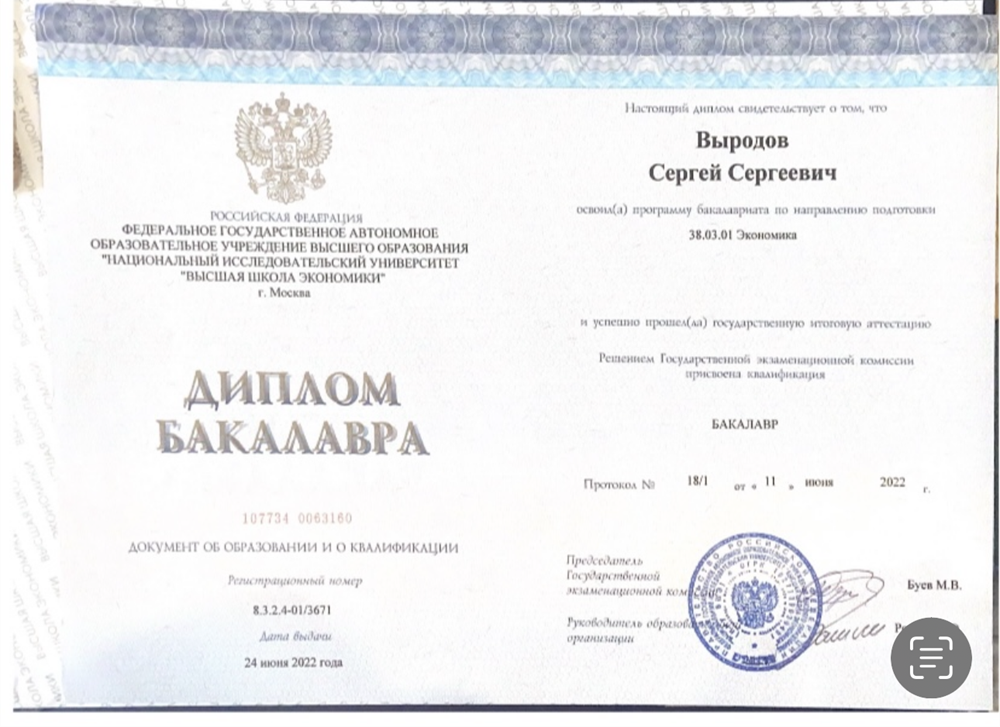 РОССИЙСКАЯ ФЕДЕРАЦИЯ
ФЕДЕРАЛЬНОЕ ГОСУДАРСТВЕННОЕ АВТОНОМНОЕ
ОБРАЗОВАТЕЛЬНОЕ УЧРЕЖДЕНИЕ ВЫСШЕГО ОБРАЗОВАНИЯ
"НАЦИОНАЛЬНЫЙ ИССЛЕДОВАТЕЛЬСКИЙ УНИВЕРСИТЕТ
"ВЫСШАЯ ШКОЛА ЭКОНОМИКИ"
г. Москва
ДИПЛОМ
БАКАЛАВРА
107734 0063160
ДОКУМЕНТ ОБ ОБРАЗОВАНИИ И О КВАЛИФИКАЦИИ
Регистрационный номер
8.3.2.4-01/3671
Дата выдачи
24 июня 2022 года
Настоящий диплом свидетельствует о том, что
Выродов
Сергей Сергеевич
освоил(а) программу бакалавриата по направлению подготовки
38.03.01 Экономика
и успешно прошел(ла) государственную итоговую аттестацию
Решением Государственной экзаменационной комиссии
присвоена квалификация
БАКАЛАВР
Протокол № 18/1 от « 11 » июня 2022 г.
Председатель
Государственной
экзаменационной Буев М.В.
Руководитель
организации